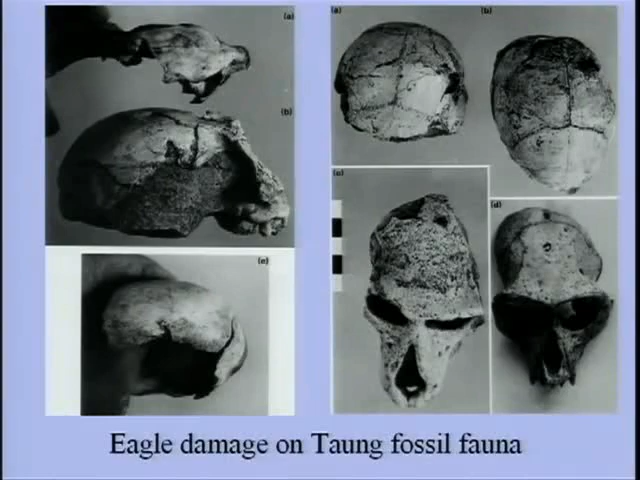 (a)
(b)
(e)
(a)
(b)
(c)
(d)
Eagle damage on Taung fossil fauna